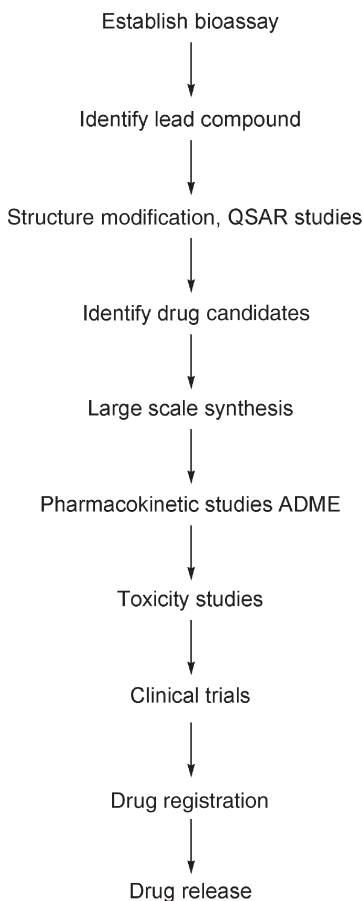 Establish bioassay
Identify lead compound
Structure modification, QSAR studies
Identify drug candidates
Large scale synthesis
Pharmacokinetic studies ADME
Toxicity studies
Clinical trials
Drug registration
Drug release